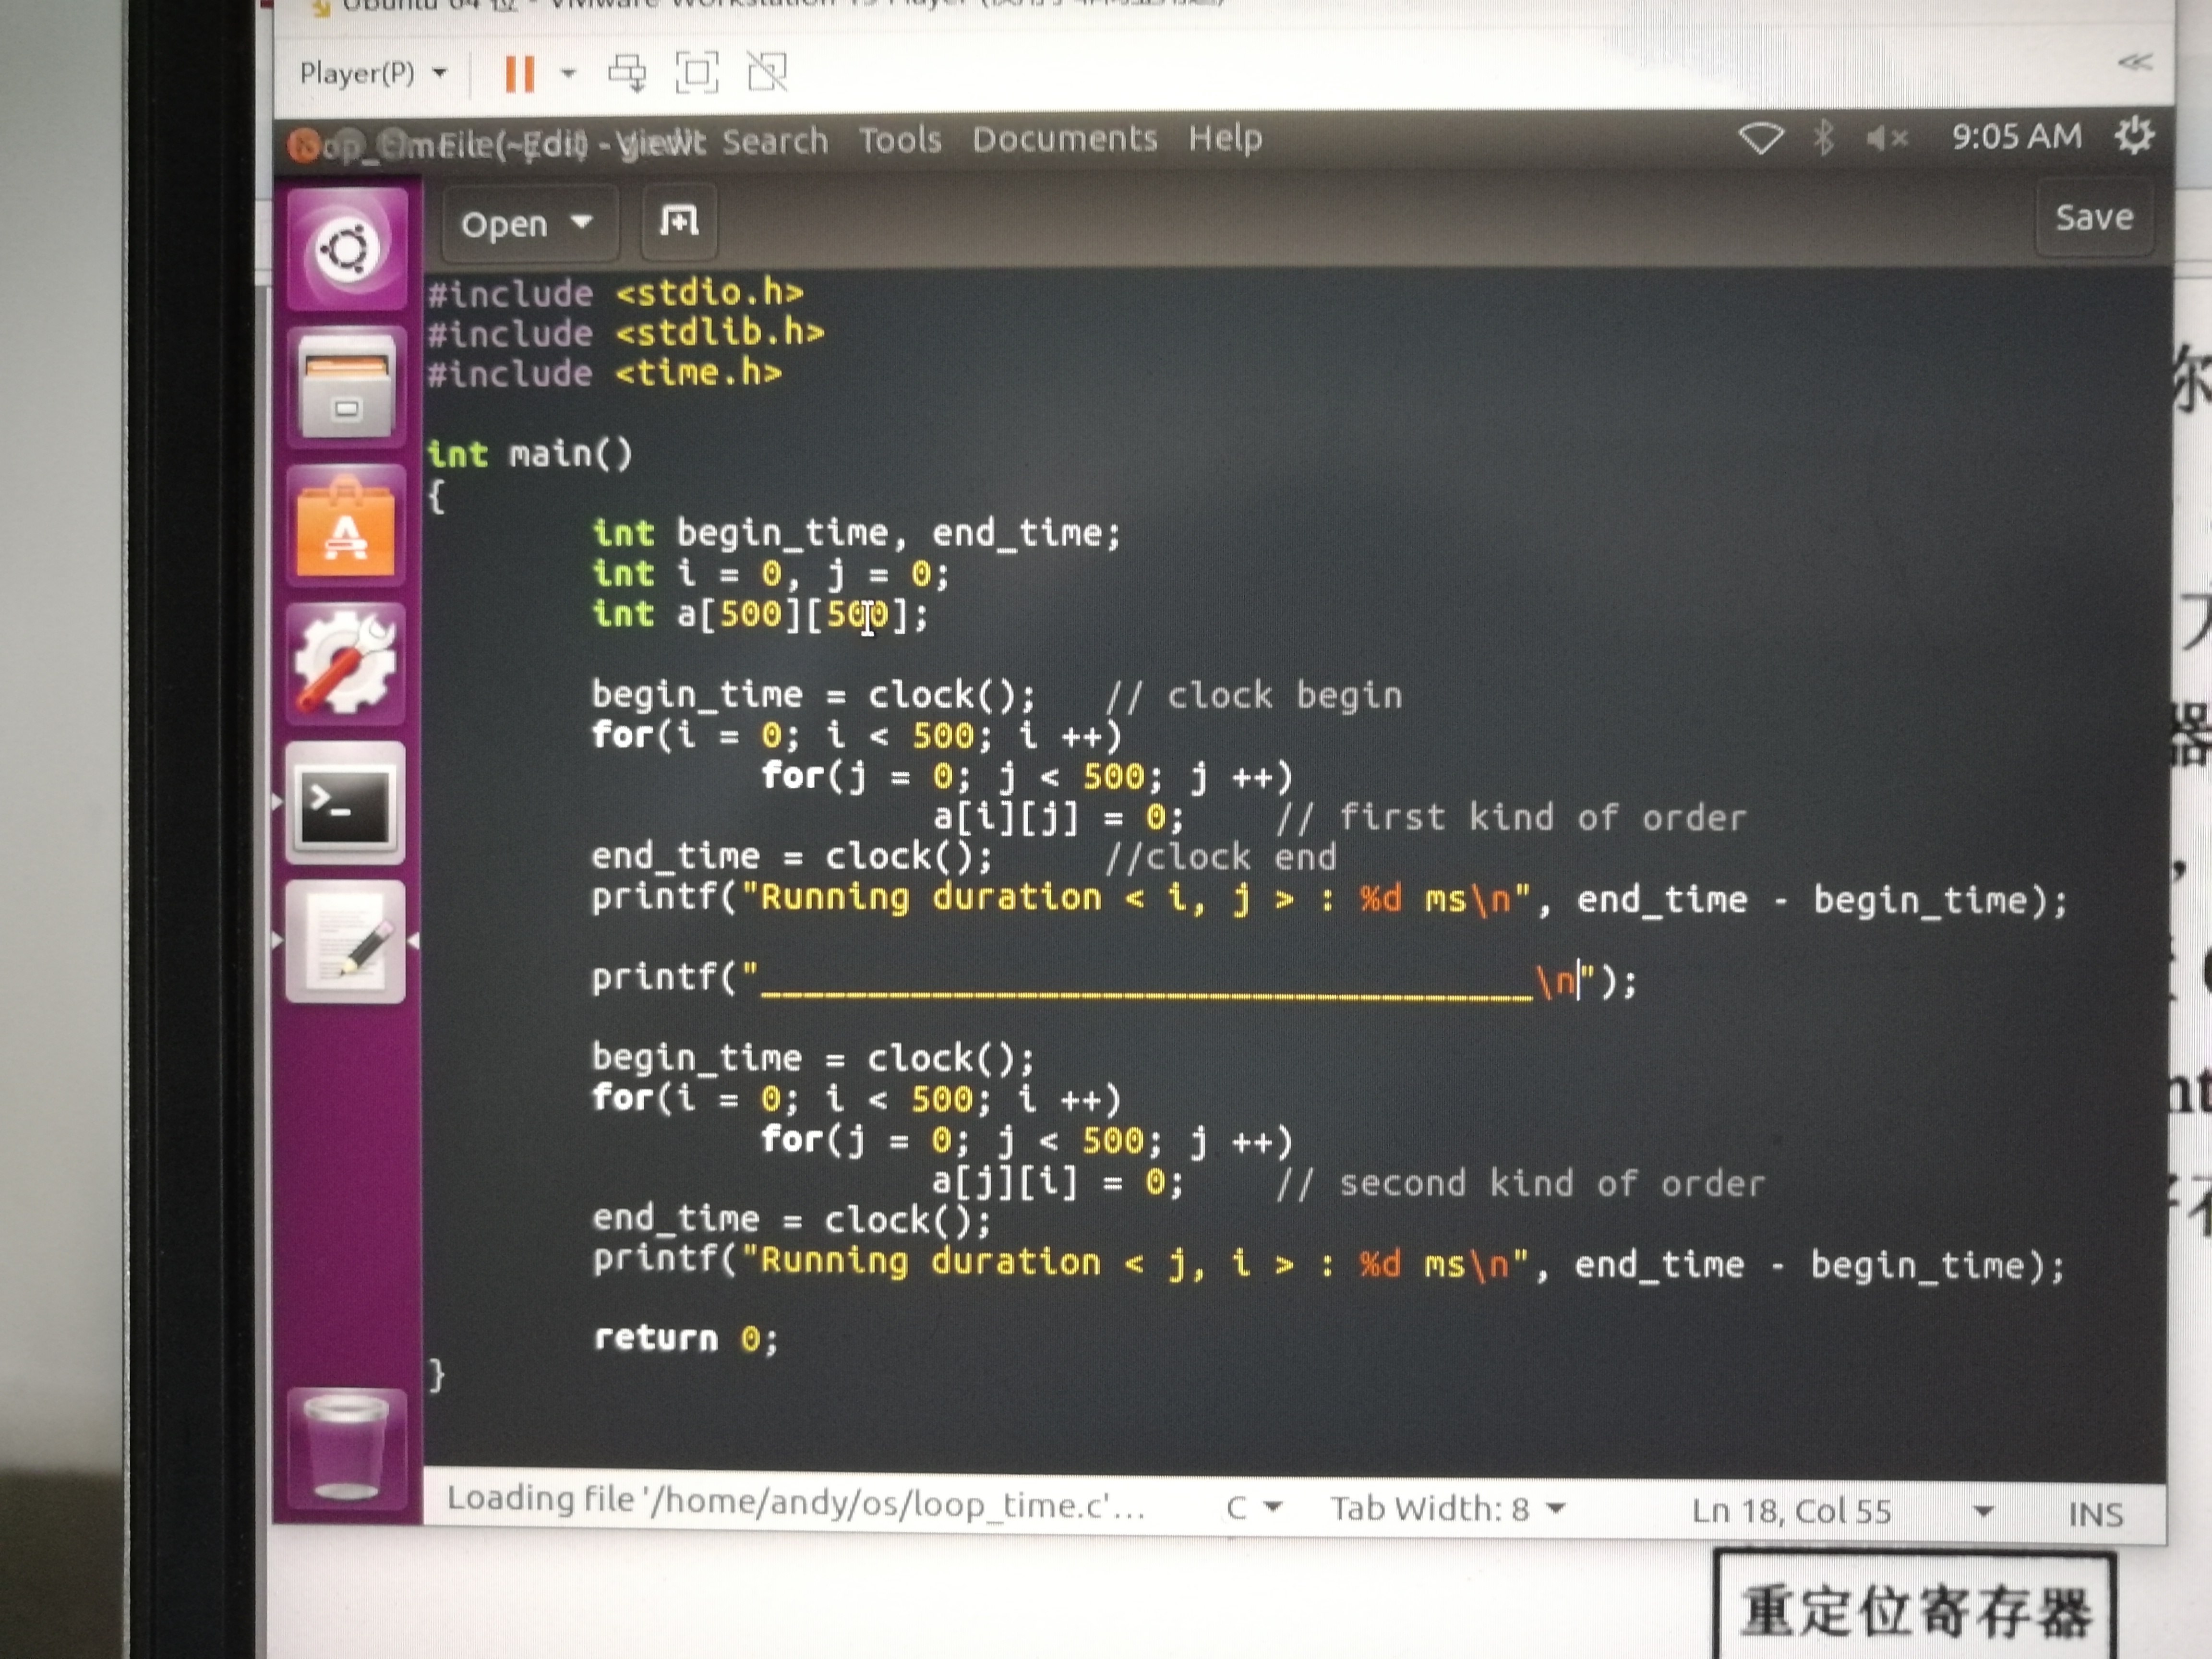 Player(P)
Search Tools Documents Help
9:05 AM
Open
Save
#include <stdio.h>
#include <stdlib.h>
#include <time.h>
int main()
{
int begin_time, end_time;
int i = 0, j = 0;
int a[500][500];
begin_time = clock(); // clock begin
for(i = 0; i < 500; i ++)
for(j = 0; j < 500; j ++)
a[i][j] = 0; // first kind of order
end_time = clock(); //clock end
printf("Running duration < i, j > : %d ms\n", end_time - begin_time);
printf("____________________________________\n");
begin_time = clock();
for(i = 0; i < 500; i ++)
for(j = 0; j < 500; j ++)
a[j][i] = 0; // second kind of order
end_time = clock();
printf("Running duration < j, i > : %d ms\n", end_time - begin_time);
return 0;
}
Loading file '/home/andy/os/loop_time.c'...
C
Tab Width: 8
Ln 18, Col 55
INS
重定位寄存器